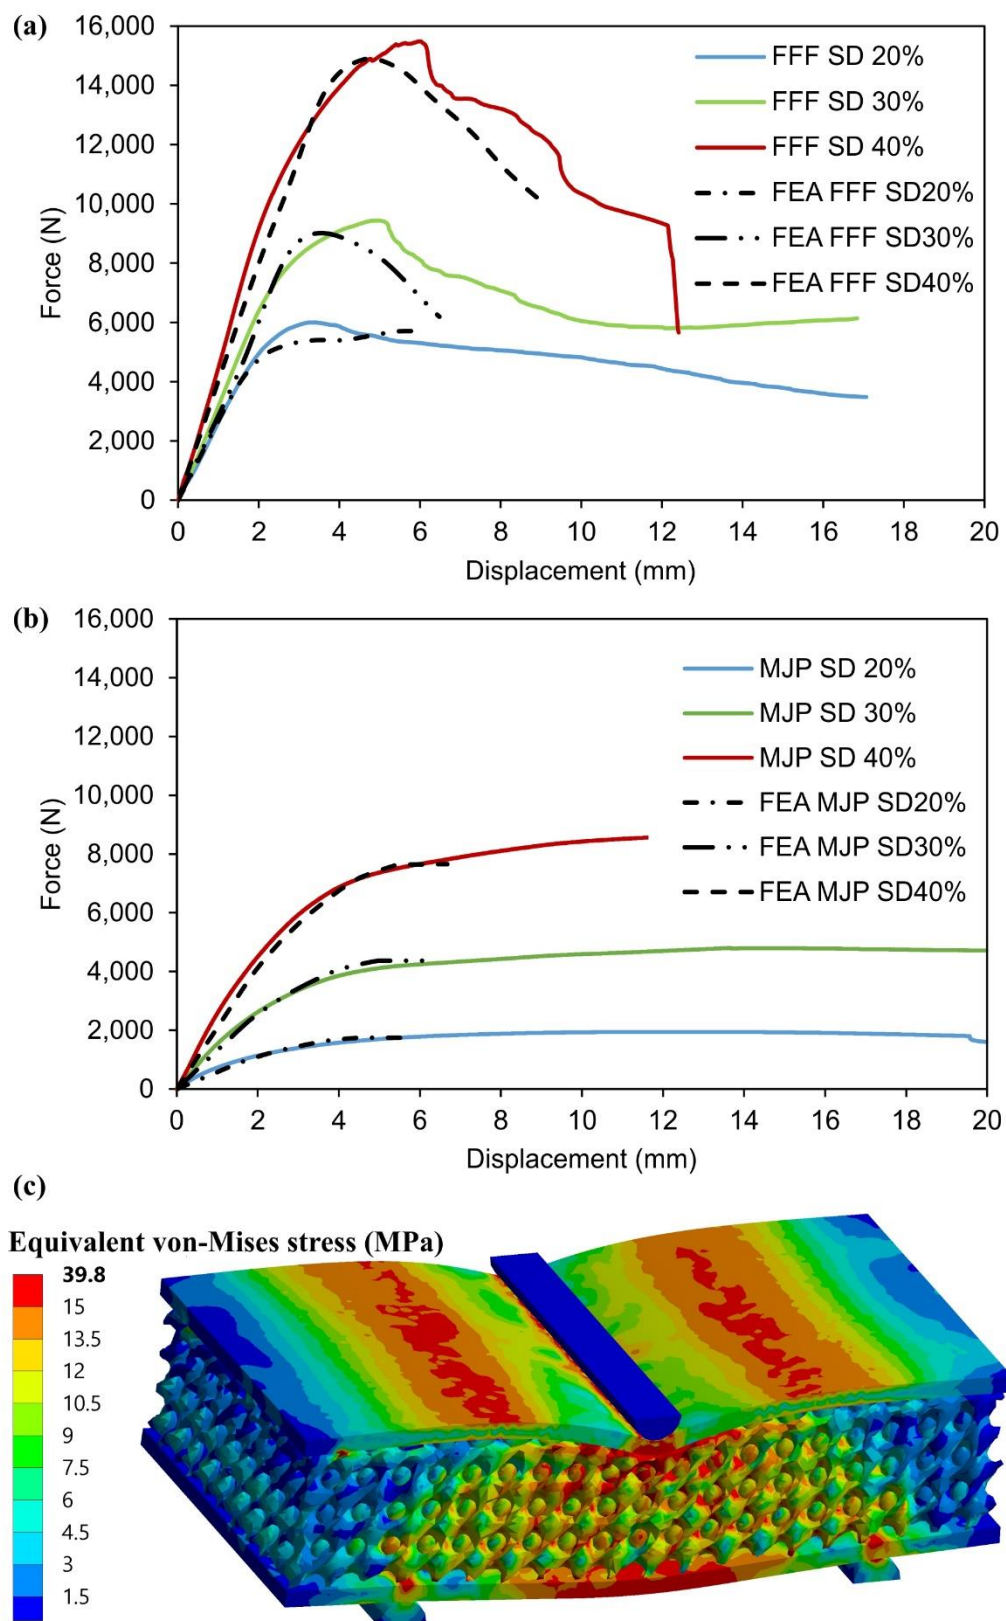 (a)
16,000
14,000
12,000
10,000
8,000
6,000
4,000
2,000
0
Force (N)
FFF SD 20%
FFF SD 30%
FFF SD 40%
FEA FFF SD20%
FEA FFF SD30%
FEA FFF SD40%
0 2 4 6 8 10 12 14 16 18 20
Displacement (mm)
(b)
16,000
14,000
12,000
10,000
8,000
6,000
4,000
2,000
0
Force (N)
MJP SD 20%
MJP SD 30%
MJP SD 40%
FEA MJP SD20%
FEA MJP SD30%
FEA MJP SD40%
0 2 4 6 8 10 12 14 16 18 20
Displacement (mm)
(c)
Equivalent von-Mises stress (MPa)
39.8
15
13.5
12
10.5
9
7.5
6
4.5
3
1.5